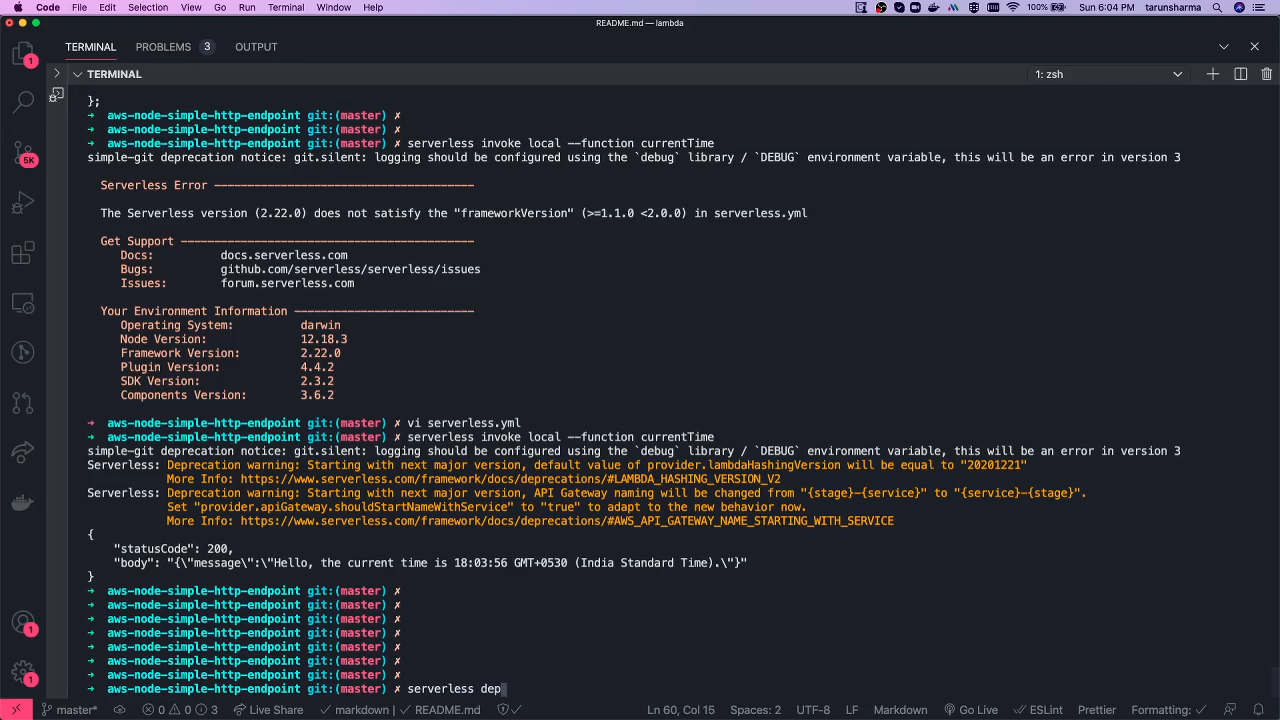 Code File Edit Selection View Go Run Terminal Window Help 100% Sun 6:04 PM tarunsharma
README.md — lambda
TERMINAL PROBLEMS 3 OUTPUT
TERMINAL 1: zsh
};
➜ aws-node-simple-http-endpoint git:(master) ✗
➜ aws-node-simple-http-endpoint git:(master) ✗
➜ aws-node-simple-http-endpoint git:(master) ✗ serverless invoke local --function currentTime
simple-git deprecation notice: git.silent: logging should be configured using the `debug` library / `DEBUG` environment variable, this will be an error in version 3
Serverless Error ---------------------------------------
The Serverless version (2.22.0) does not satisfy the "frameworkVersion" (>=1.1.0 <2.0.0) in serverless.yml
Get Support --------------------------------------------
Docs: docs.serverless.com
Bugs: github.com/serverless/serverless/issues
Issues: forum.serverless.com
Your Environment Information ---------------------------
Operating System: darwin
Node Version: 12.18.3
Framework Version: 2.22.0
Plugin Version: 4.4.2
SDK Version: 2.3.2
Components Version: 3.6.2
➜ aws-node-simple-http-endpoint git:(master) ✗ vi serverless.yml
➜ aws-node-simple-http-endpoint git:(master) ✗ serverless invoke local --function currentTime
simple-git deprecation notice: git.silent: logging should be configured using the `debug` library / `DEBUG` environment variable, this will be an error in version 3
Serverless: Deprecation warning: Starting with next major version, default value of provider.lambdaHashingVersion will be equal to "20201221"
More Info: https://www.serverless.com/framework/docs/deprecations/#LAMBDA_HASHING_VERSION_V2
Serverless: Deprecation warning: Starting with next major version, API Gateway naming will be changed from "{stage}-{service}" to "{service}-{stage}".
Set "provider.apiGateway.shouldStartNameWithService" to "true" to adapt to the new behavior now.
More Info: https://www.serverless.com/framework/docs/deprecations/#AWS_API_GATEWAY_NAME_STARTING_WITH_SERVICE
{
"statusCode": 200,
"body": "{\"message\":\"Hello, the current time is 18:03:56 GMT+0530 (India Standard Time).\"}"
}
➜ aws-node-simple-http-endpoint git:(master) ✗
➜ aws-node-simple-http-endpoint git:(master) ✗
➜ aws-node-simple-http-endpoint git:(master) ✗
➜ aws-node-simple-http-endpoint git:(master) ✗
➜ aws-node-simple-http-endpoint git:(master) ✗
➜ aws-node-simple-http-endpoint git:(master) ✗
➜ aws-node-simple-http-endpoint git:(master) ✗
➜ aws-node-simple-http-endpoint git:(master) ✗ serverless dep
1
5K
1
1
master* 0 0 3 Live Share markdown README.md Ln 60, Col 15 Spaces: 2 UTF-8 LF Markdown Go Live ESLint Prettier Formatting: